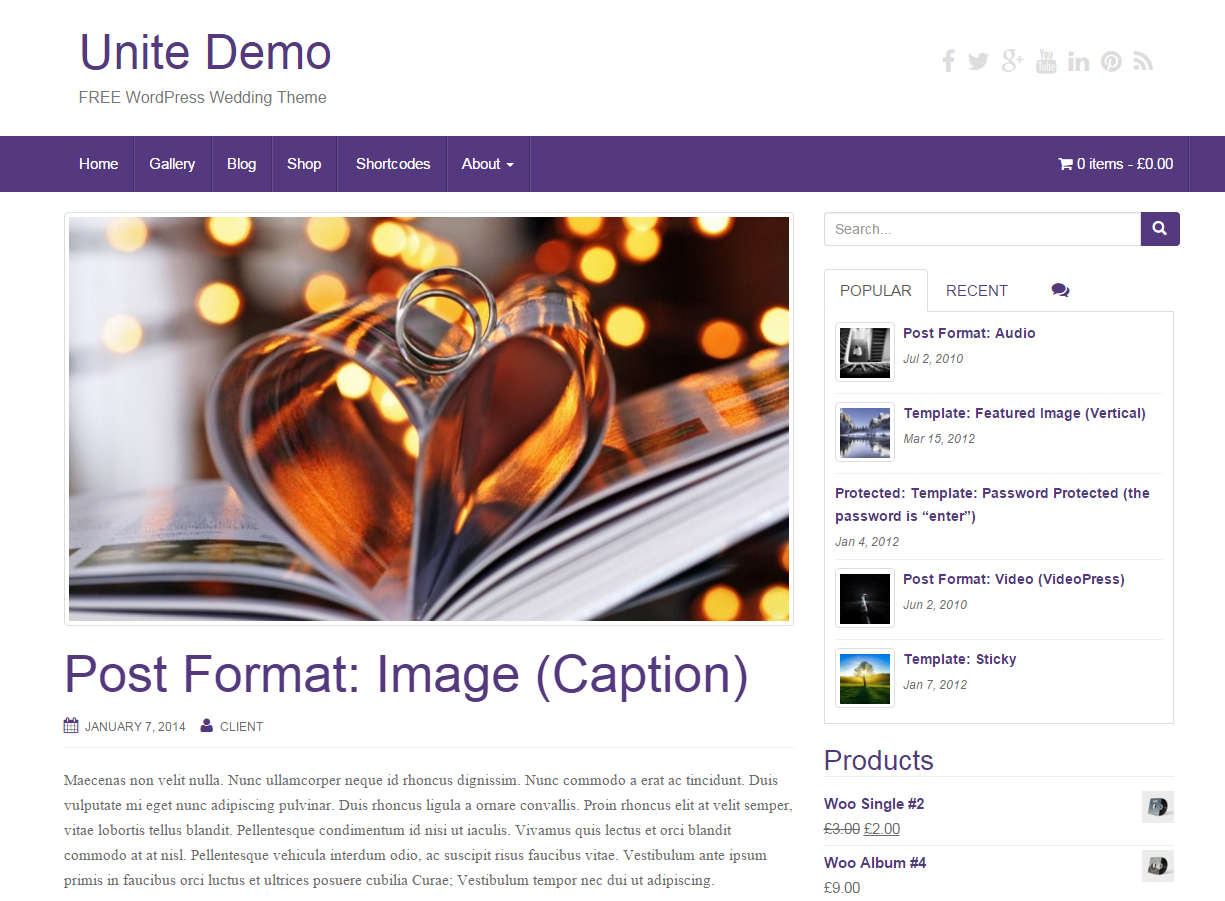 Unite Demo
FREE WordPress Wedding Theme
You
Tube
Home
Gallery
Blog
Shop
Shortcodes
About
0 items - £0.00
Post Format: Image (Caption)
JANUARY 7, 2014
CLIENT
Maecenas non velit nulla. Nunc ullamcorper neque id rhoncus dignissim. Nunc commodo a erat ac tincidunt. Duis
vulputate mi eget nunc adipiscing pulvinar. Duis rhoncus ligula a ornare convallis. Proin rhoncus elit at velit semper,
vitae lobortis tellus blandit. Pellentesque condimentum id nisi ut iaculis. Vivamus quis lectus et orci blandit
commodo at at nisl. Pellentesque vehicula interdum odio, ac suscipit risus faucibus vitae. Vestibulum ante ipsum
primis in faucibus orci luctus et ultrices posuere cubilia Curae; Vestibulum tempor nec dui ut adipiscing.
Search...
POPULAR
RECENT
Post Format: Audio
Jul 2, 2010
Template: Featured Image (Vertical)
Mar 15, 2012
Protected: Template: Password Protected (the
password is “enter”)
Jan 4, 2012
Post Format: Video (VideoPress)
Jun 2, 2010
Template: Sticky
Jan 7, 2012
Products
Woo Single #2
£3.00 £2.00
Woo Album #4
£9.00